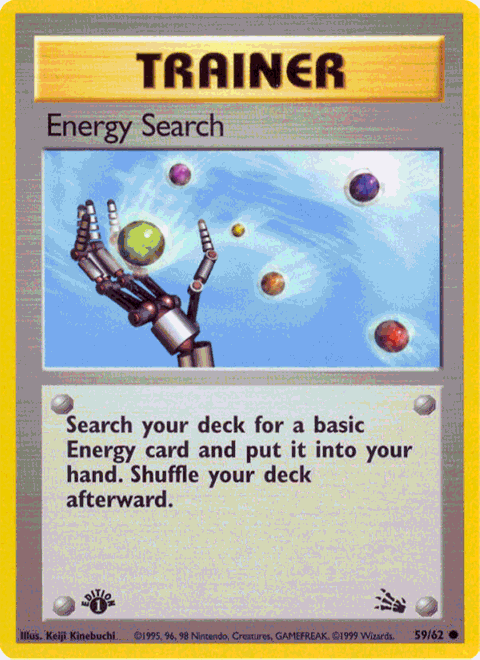 TRAINER
Energy Search
Search your deck for a basic
Energy card and put it into your
hand. Shuffle your deck
afterward.
EDITION
1
Illus. Keiji Kinebuchi ©1995, 96, 98 Nintendo, Creatures, GAMEFREAK. ©1999 Wizards. 59/62 ●